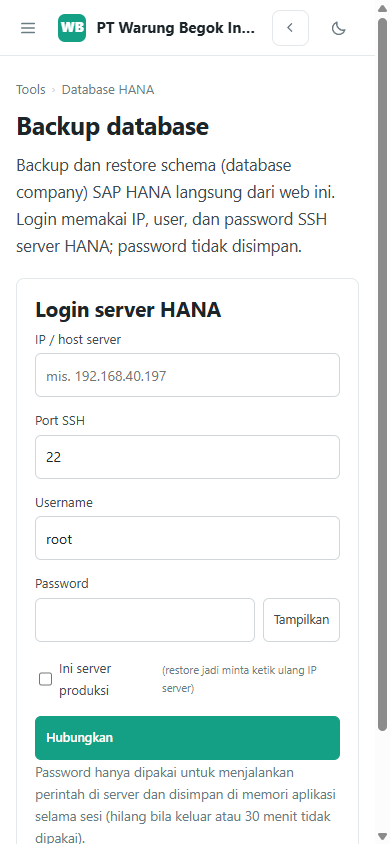 WB PT Warung Begok In...
Tools › Database HANA
Backup database
Backup dan restore schema (database
company) SAP HANA langsung dari web ini.
Login memakai IP, user, dan password SSH
server HANA; password tidak disimpan.
Login server HANA
IP / host server
mis. 192.168.40.197
Port SSH
22
Username
root
Password
Tampilkan
Ini server
produksi
(restore jadi minta ketik ulang IP
server)
Hubungkan
Password hanya dipakai untuk menjalankan
perintah di server dan disimpan di memori aplikasi
selama sesi (hilang bila keluar atau 30 menit tidak
dipakai).